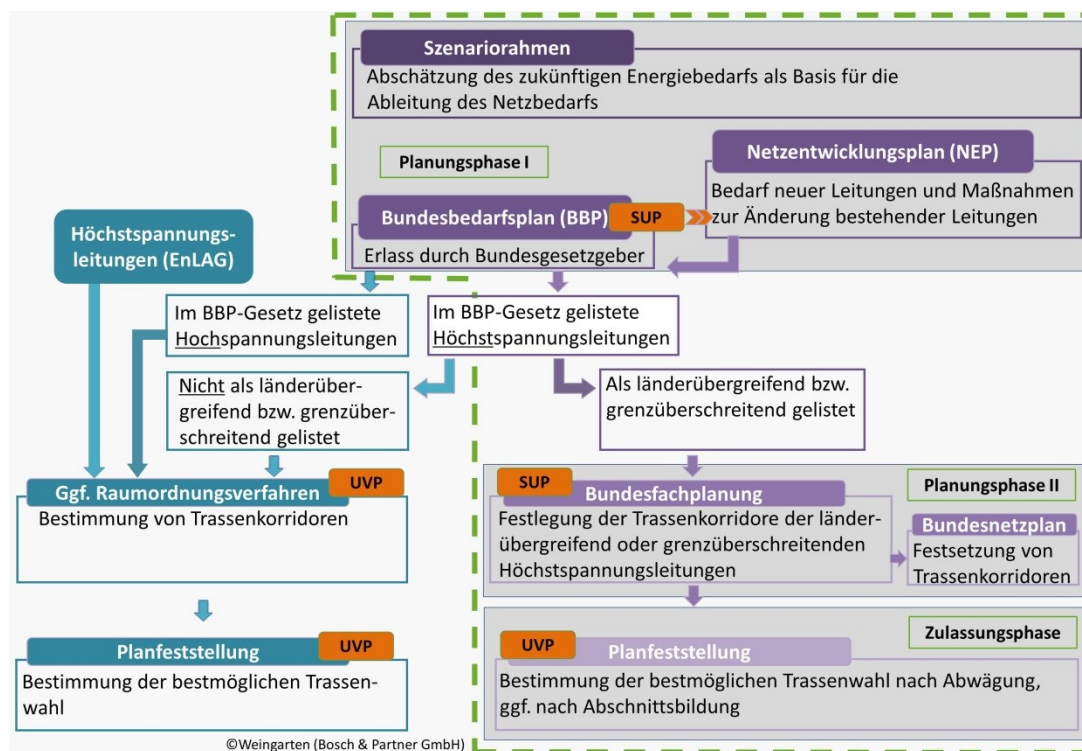 Szenariorahmen
Abschätzung des zukünftigen Energiebedarfs als Basis für die
Ableitung des Netzbedarfs
Planungsphase I
Netzentwicklungsplan (NEP)
Bedarf neuer Leitungen und Maßnahmen
zur Änderung bestehender Leitungen
Bundesbedarfsplan (BBP)
SUP
Erlass durch Bundesgesetzgeber
Höchstspannungs-
leitungen (EnLAG)
Im BBP-Gesetz gelistete
Hochspannungsleitungen
Im BBP-Gesetz gelistete
Höchstspannungsleitungen
Nicht als länderüber-
greifend bzw. grenzüber-
schreitend gelistet
Als länderübergreifend bzw.
grenzüberschreitend gelistet
Ggf. Raumordnungsverfahren
UVP
Bestimmung von Trassenkorridoren
SUP
Bundesfachplanung
Planungsphase II
Festlegung der Trassenkorridore der länder-
übergreifend oder grenzüberschreitenden
Höchstspannungsleitungen
Bundesnetzplan
Festsetzung von
Trassenkorridoren
Planfeststellung
UVP
Bestimmung der bestmöglichen Trassen-
wahl
Zulassungsphase
UVP
Planfeststellung
Bestimmung der bestmöglichen Trassenwahl nach Abwägung,
ggf. nach Abschnittsbildung
©Weingarten (Bosch & Partner GmbH)